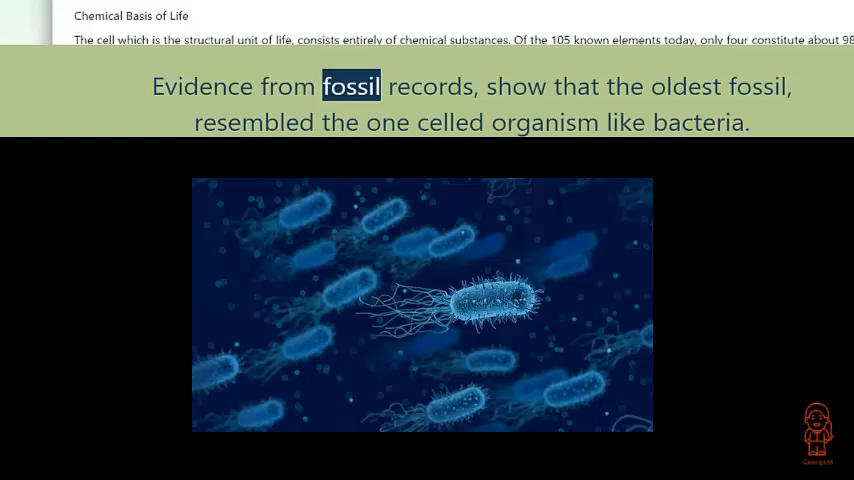 Chemical Basis of Life
The cell which is the structural unit of life, consists entirely of chemical substances. Of the 105 known elements today, only four constitute about 98
Evidence from fossil records, show that the oldest fossil,
resembled the one celled organism like bacteria.